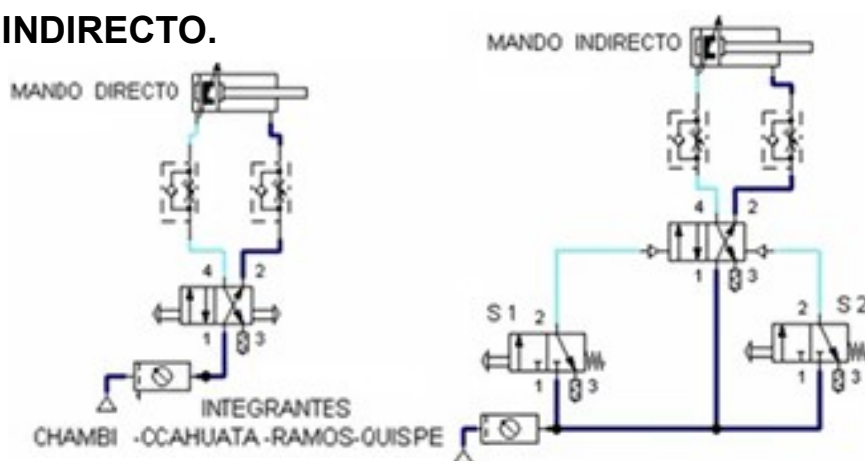 INDIRECTO.
MANDO DIRECTO
4 2
1 3
INTEGRANTES
CHAMBI -CCAHUATA -RAMOS-QUISPE
MANDO INDIRECTO
4 2
1 3
S 1 2
1 3
2 S 2
1 3